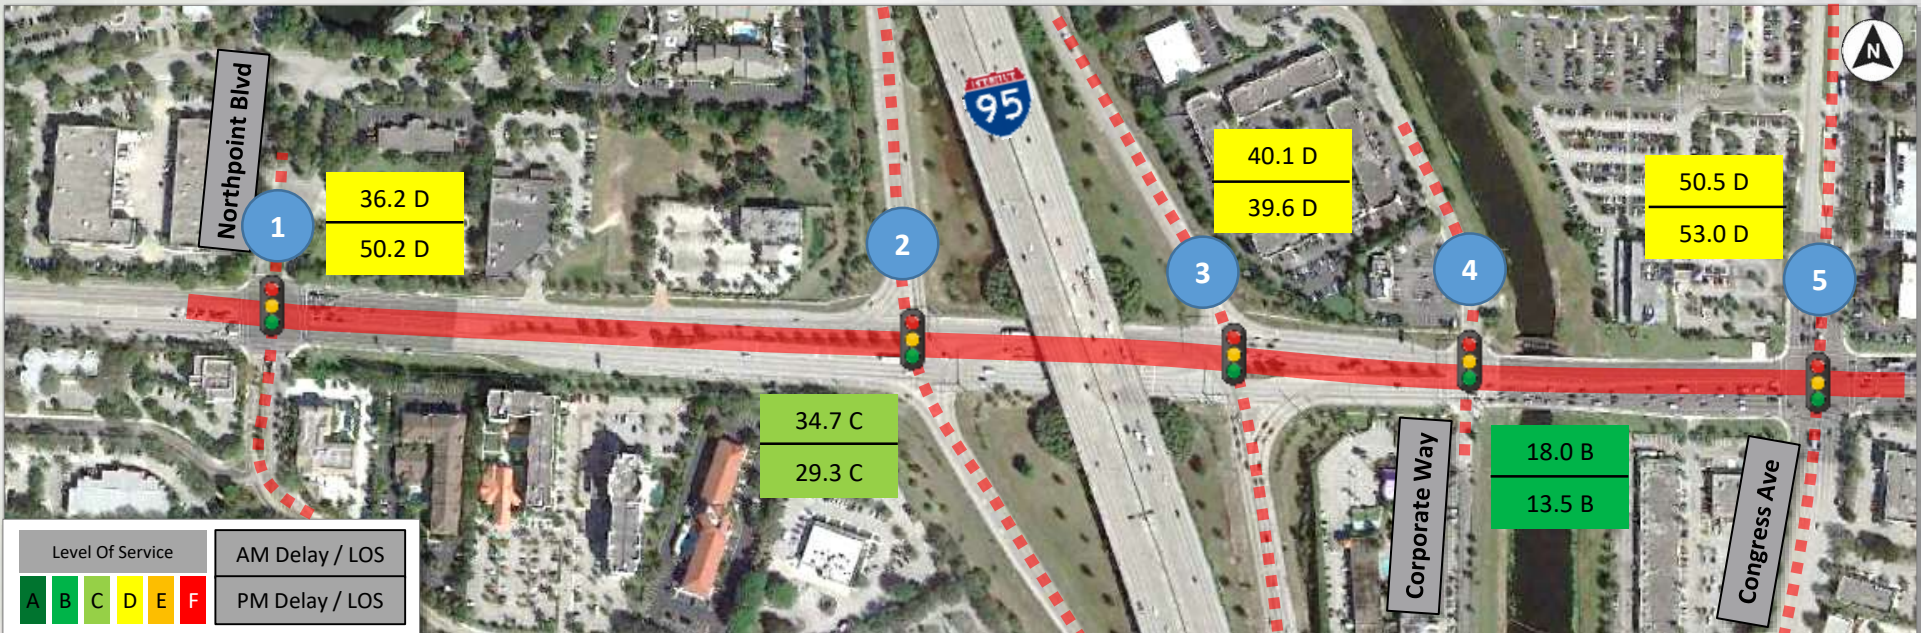 N
INTERSTATE
95
Northpoint Blvd
1
36.2 D
50.2 D
2
34.7 C
29.3 C
3
40.1 D
39.6 D
4
Corporate Way
18.0 B
13.5 B
5
50.5 D
53.0 D
Congress Ave
Level Of Service
A B C D E F
AM Delay / LOS
PM Delay / LOS